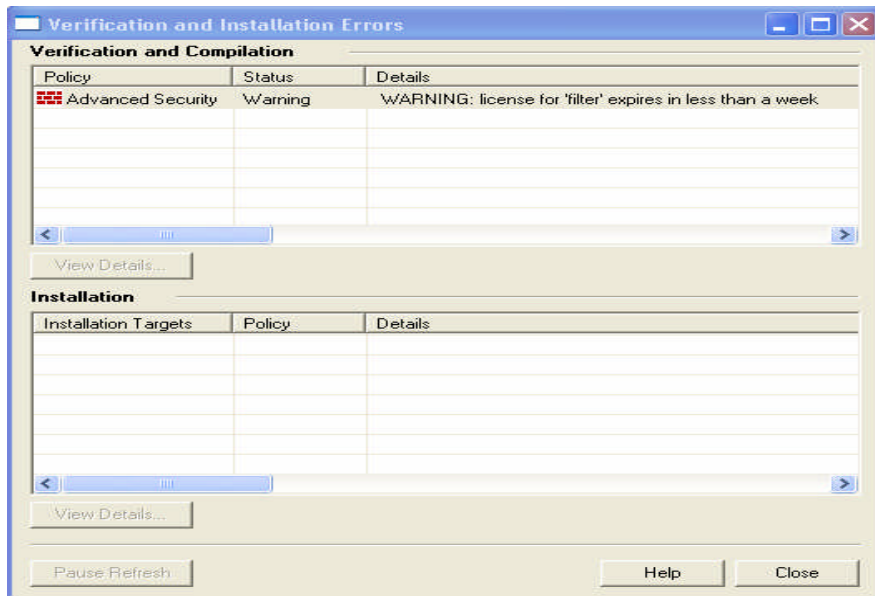 Verification and Installation Errors
Verification and Compilation
Policy Status Details
Advanced Security Warning WARNING: license for 'filter' expires in less than a week
View Details...
Installation
Installation Targets Policy Details
View Details...
Pause Refresh Help Close